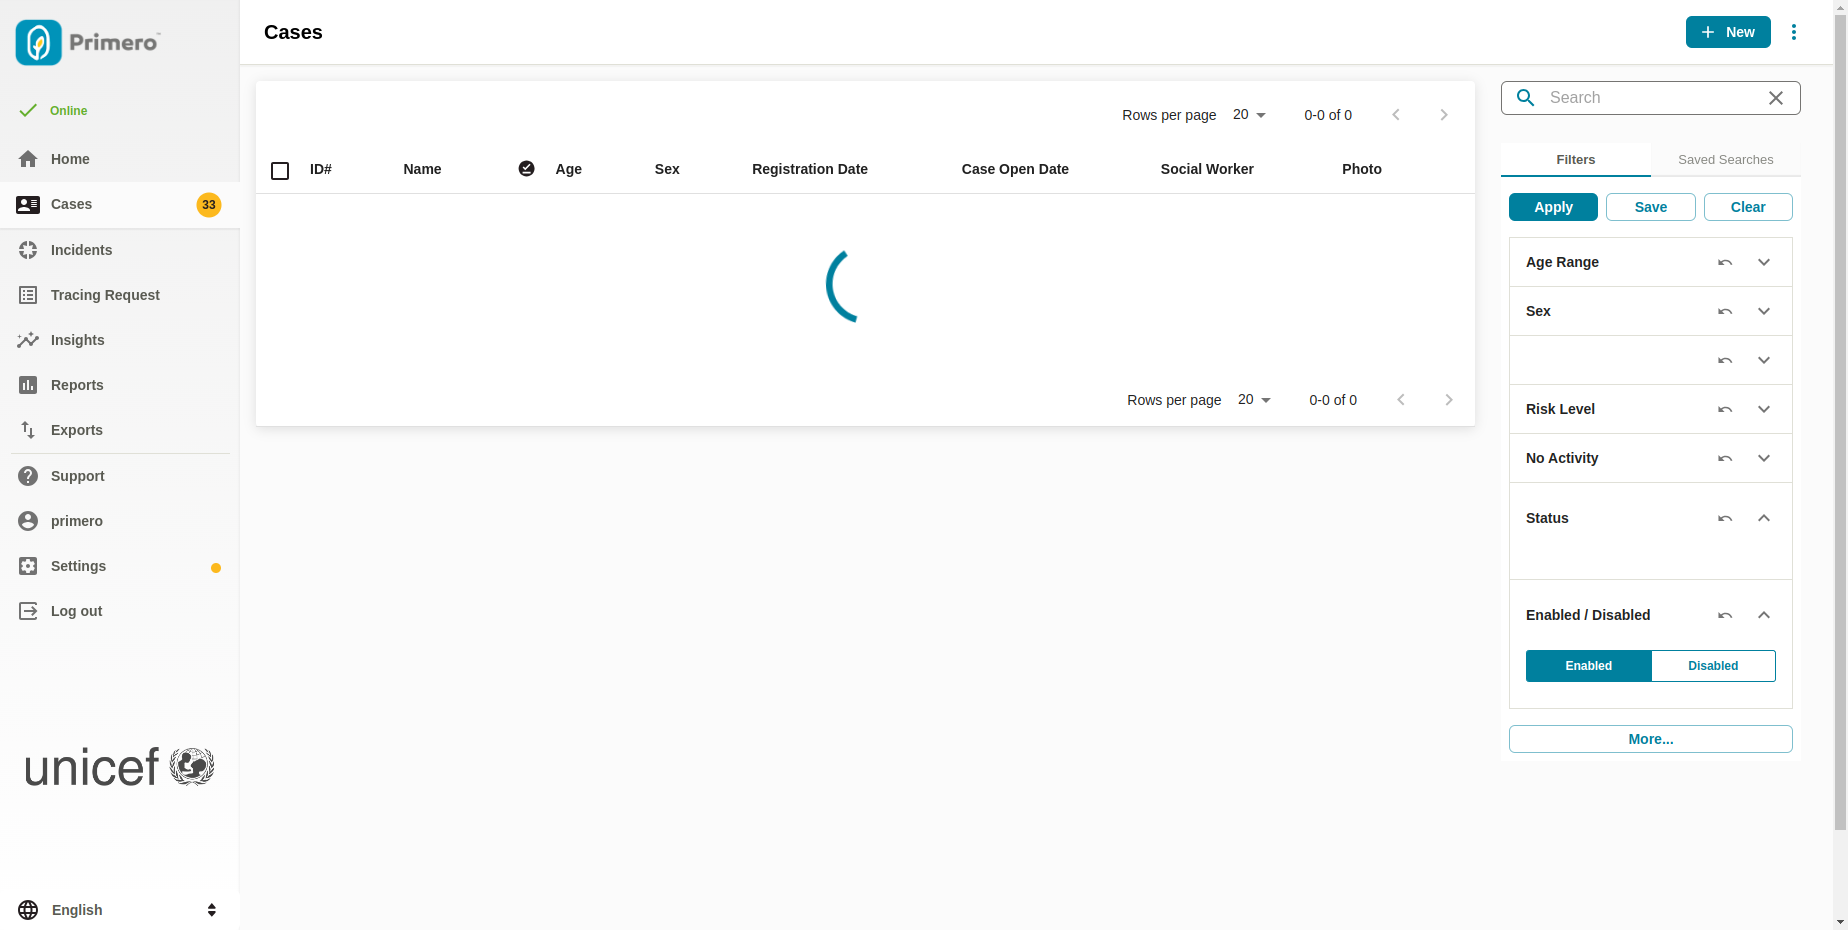 Primero™
Online
Home
Cases
33
Incidents
Tracing Request
Insights
Reports
Exports
Support
primero
Settings
Log out
unicef
English
Cases
New
Rows per page 20 0-0 of 0
ID# Name Age Sex Registration Date Case Open Date Social Worker Photo
Rows per page 20 0-0 of 0
Search
Filters Saved Searches
Apply Save Clear
Age Range
Sex
Risk Level
No Activity
Status
Enabled / Disabled
Enabled Disabled
More...